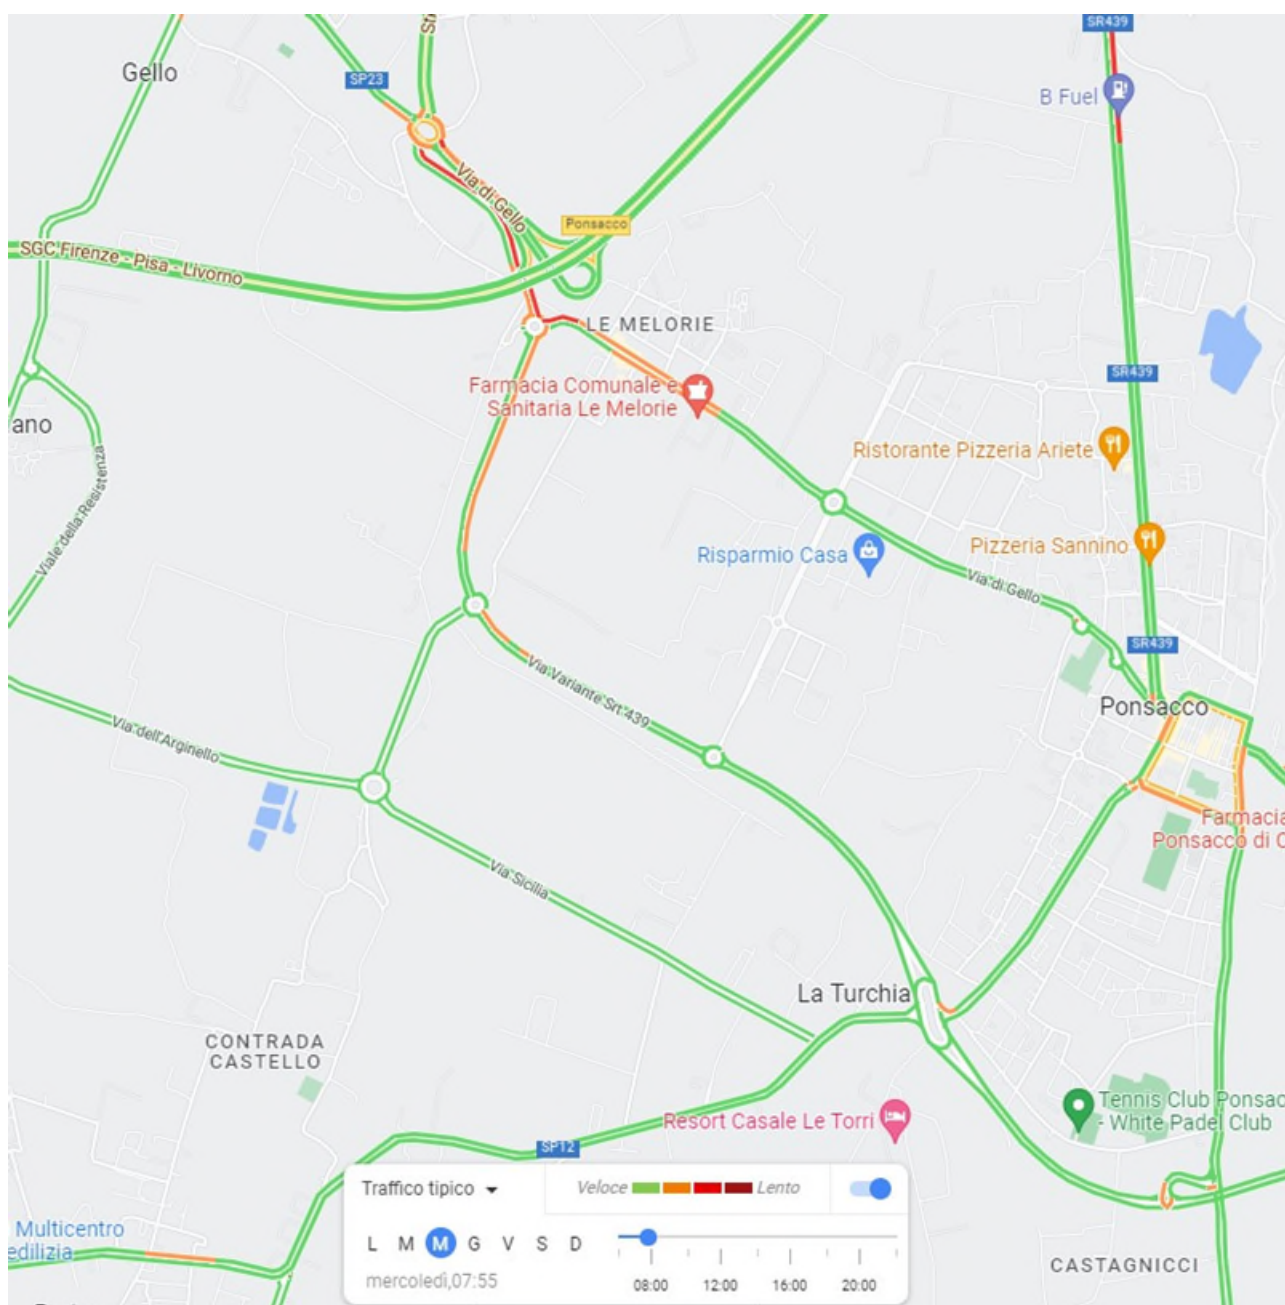 SR439
Gello
SP23
Str
B Fuel
Via di Gello
Ponsacco
SGC Firenze - Pisa - Livorno
LE MELORIE
SR439
Farmacia Comunale e
Sanitaria Le Melorie
ano
Ristorante Pizzeria Ariete
Viale della Resistenza
Pizzeria Sannino
Risparmio Casa
Via di Gello
SR439
Via Variante Srt 439
Ponsacco
Via dell'Arginello
Farmacia
Ponsacco di C
Via Sicilia
La Turchia
CONTRADA
CASTELLO
Tennis Club Ponsac
- White Padel Club
Resort Casale Le Torri
SP12
Traffico tipico
Veloce
Lento
Multicentro
edilizia
L M M G V S D
mercoledì,07:55
08:00 12:00 16:00 20:00
CASTAGNICCI